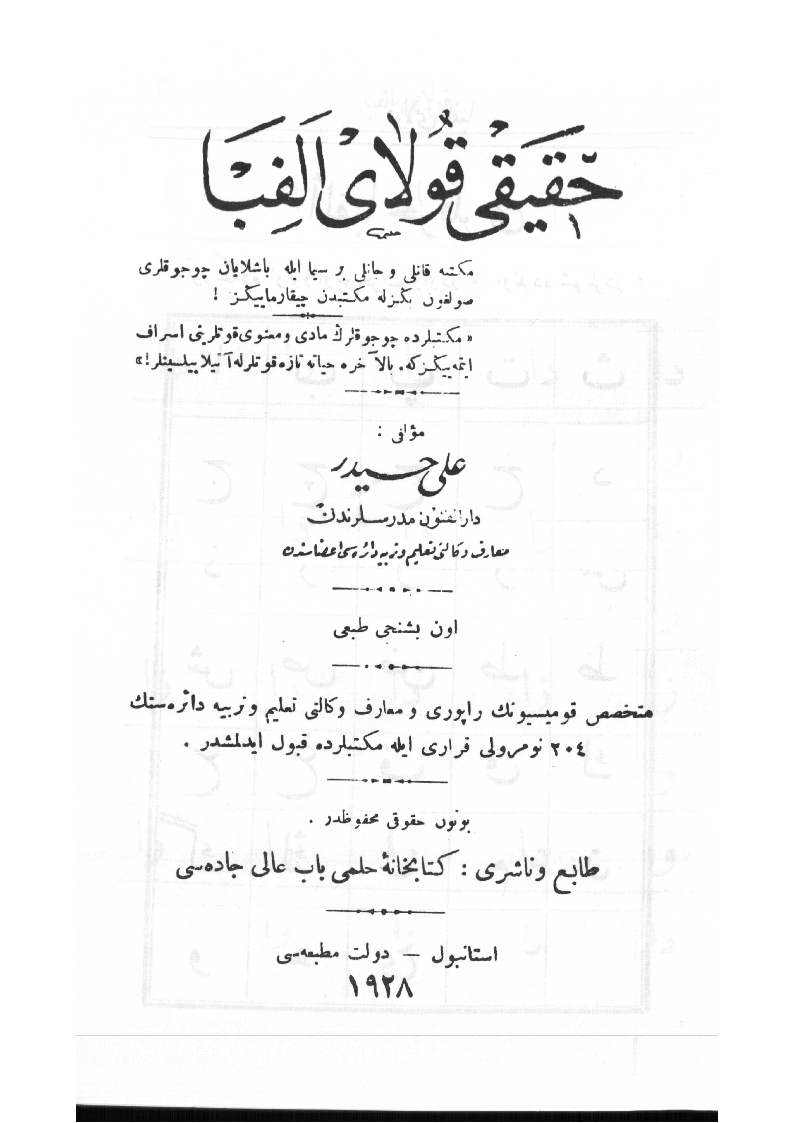 حقیقی قولای الفبا
۱
مکتبه قانلی و جانلی بر سیما ایله باشلایان چوجوقلری
صولغون بکزله مکتبدن چیقارماییکز !
« مکتبلرده چوجوقلرڭ مادی و معنوی قوتلرینی اسراف
ایتمه‌ییکز که، بالآخره حیاته تازه قوتلرله آتیلابیلسینلر! »
مؤلفی :
علی حیدر
دارالفنون مدرسلرندن
معارف وکالتی تعلیم و تربیه دائره‌سی اعضاسندن
اون بشنجی طبعی
متخصص قومیسیونك راپوری و معارف وکالتی تعلیم و تربیه دائره‌سنك
۲۰٤ نومرولی قراری ایله مکتبلرده قبول ایدلمشدر .
بوتون حقوقی محفوظدر .
طابع و ناشری : کتابخانهٔ حلمی باب عالی جاده‌سی
استانبول — دولت مطبعه‌سی
۱۹۲۸